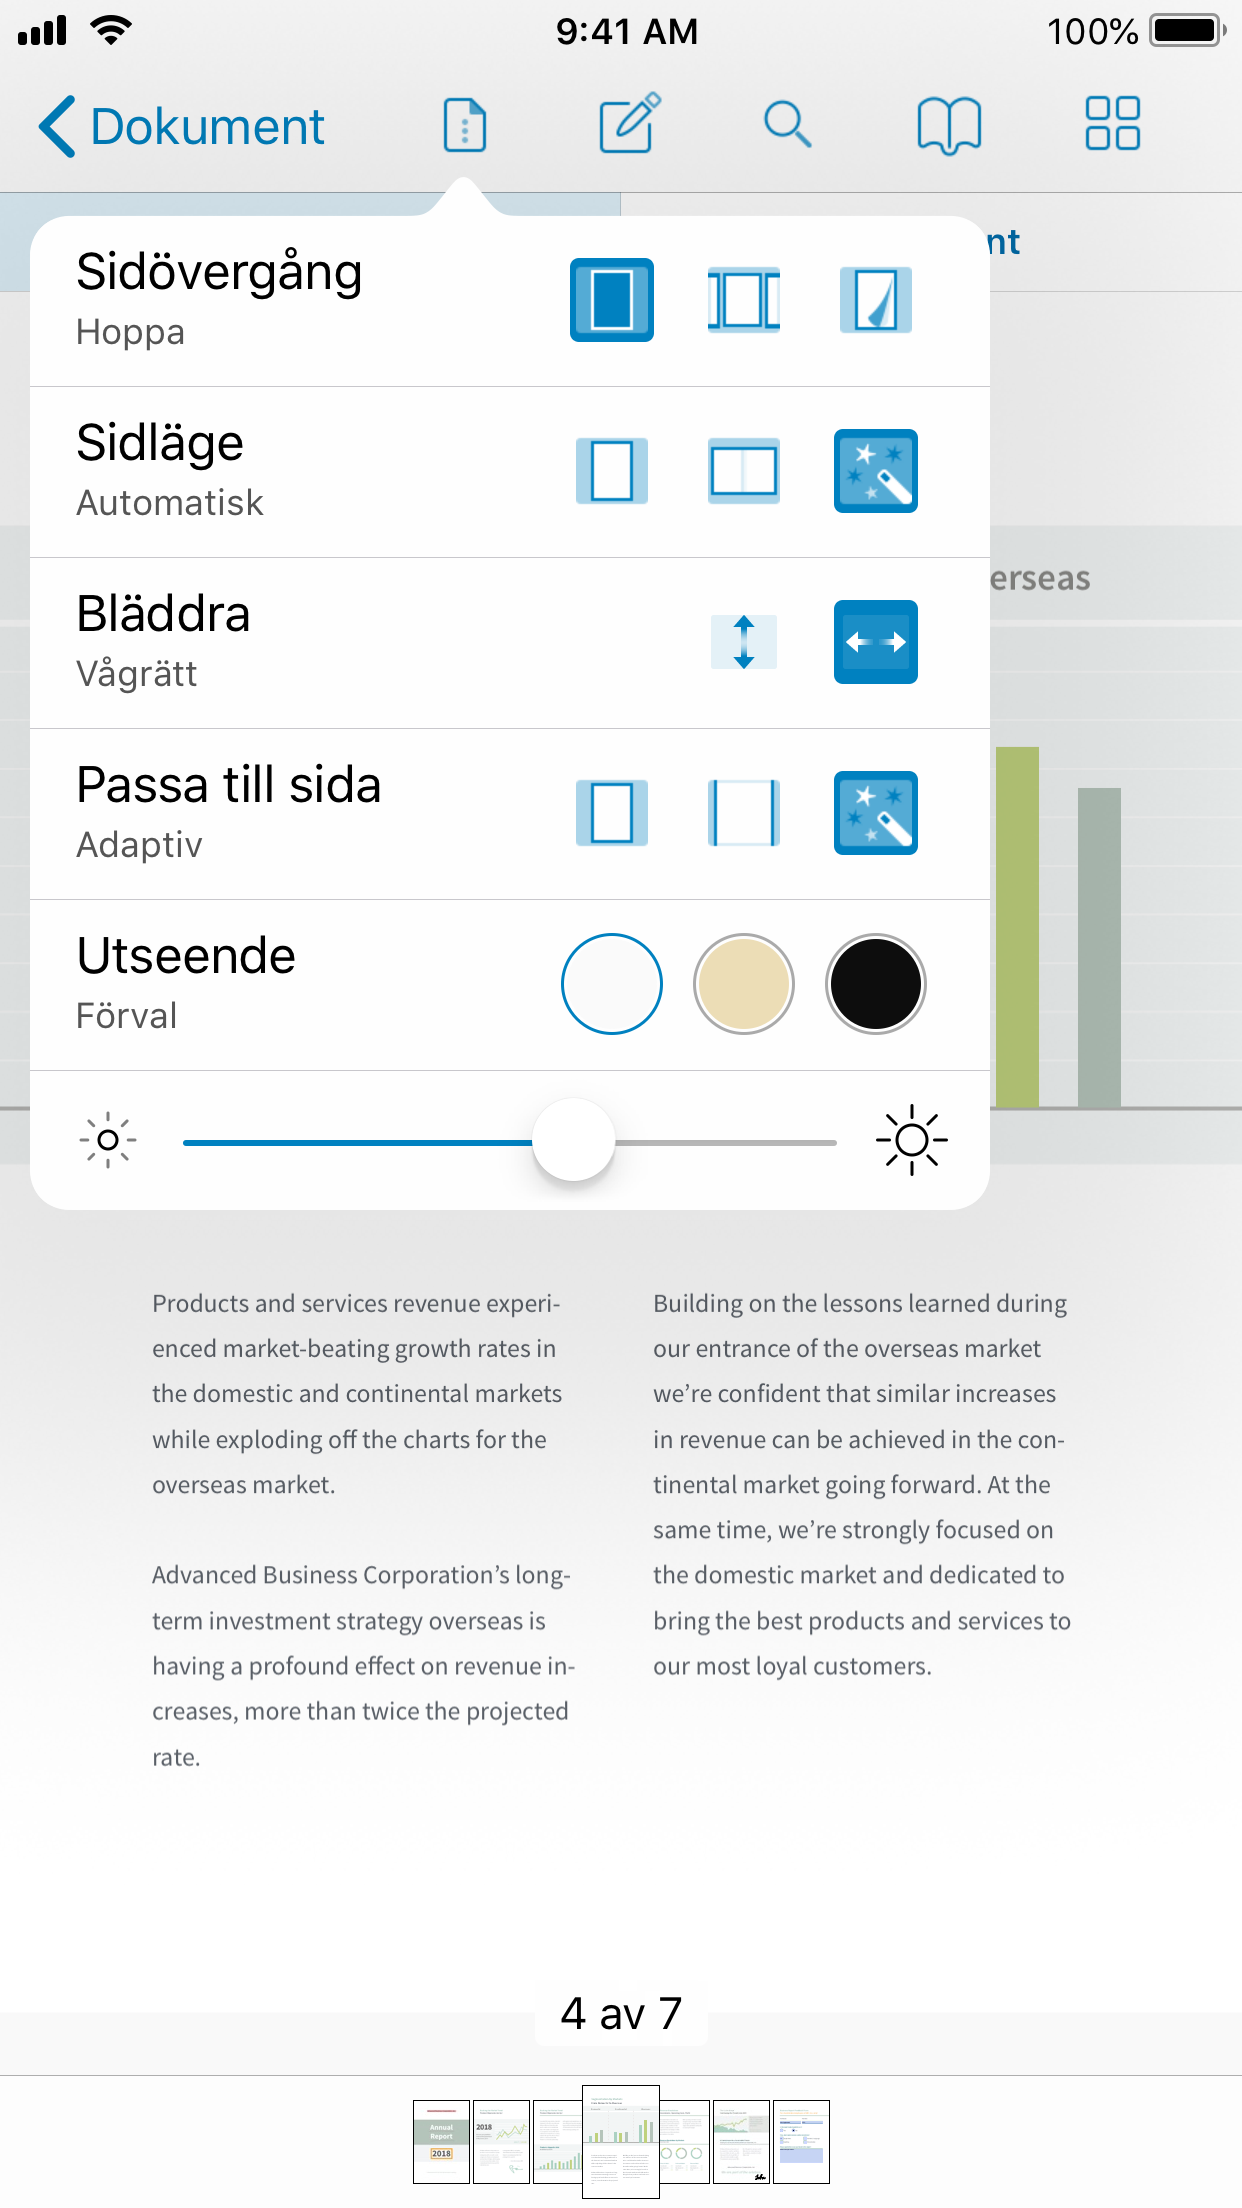 9:41 AM
100%
Dokument
nt
Sidövergång
Hoppa
Sidläge
Automatisk
Bläddra
Vågrätt
erseas
Passa till sida
Adaptiv
Utseende
Förval
Products and services revenue experi-
enced market-beating growth rates in
the domestic and continental markets
while exploding off the charts for the
overseas market.
Advanced Business Corporation’s long-
term investment strategy overseas is
having a profound effect on revenue in-
creases, more than twice the projected
rate.
Building on the lessons learned during
our entrance of the overseas market
we’re confident that similar increases
in revenue can be achieved in the con-
tinental market going forward. At the
same time, we’re strongly focused on
the domestic market and dedicated to
bring the best products and services to
our most loyal customers.
4 av 7
Annual
Report
2018
2018